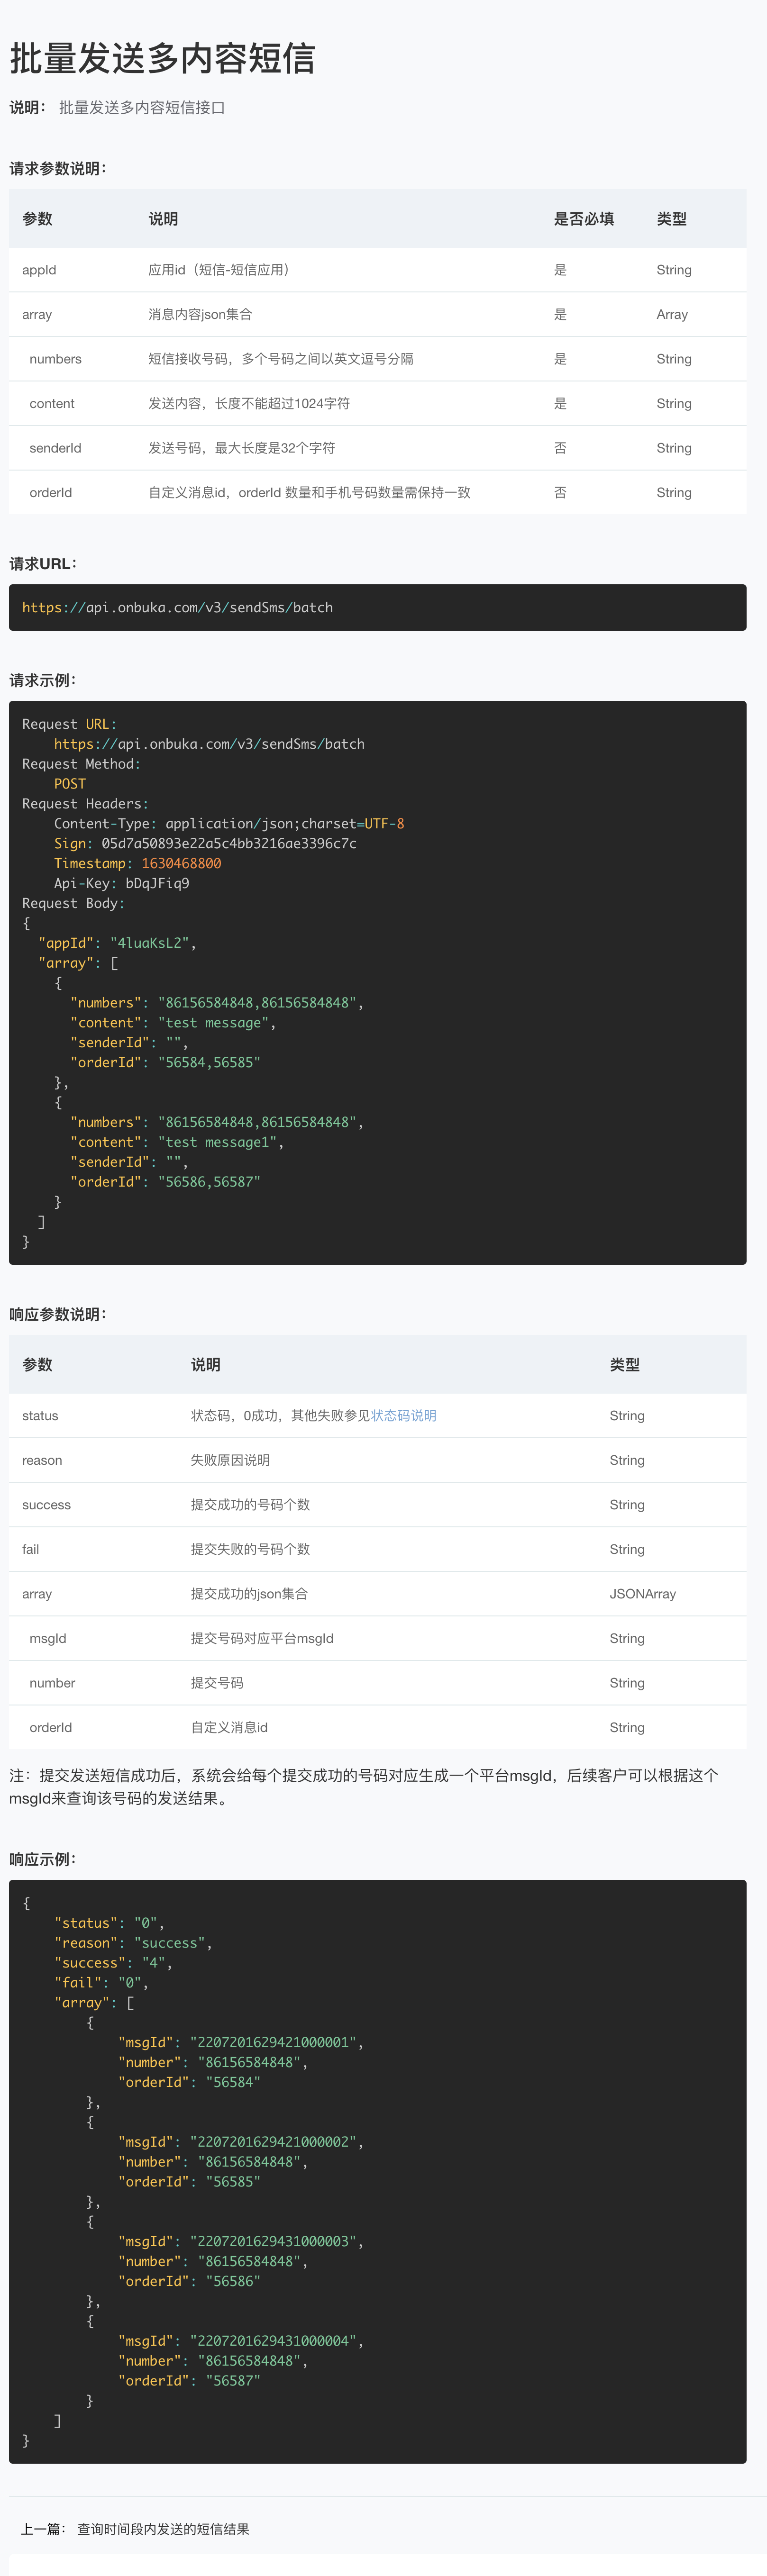 批量发送多内容短信
说明： 批量发送多内容短信接口
请求参数说明：
参数 说明 是否必填 类型
appId 应用id（短信-短信应用） 是 String
array 消息内容json集合 是 Array
numbers 短信接收号码，多个号码之间以英文逗号分隔 是 String
content 发送内容，长度不能超过1024字符 是 String
senderId 发送号码，最大长度是32个字符 否 String
orderId 自定义消息id，orderId 数量和手机号码数量需保持一致 否 String
请求URL：
https://api.onbuka.com/v3/sendSms/batch
请求示例：
Request URL:
    https://api.onbuka.com/v3/sendSms/batch
Request Method:
    POST
Request Headers:
    Content-Type: application/json;charset=UTF-8
    Sign: 05d7a50893e22a5c4bb3216ae3396c7c
    Timestamp: 1630468800
    Api-Key: bDqJFiq9
Request Body:
{
  "appId": "4luaKsL2",
  "array": [
    {
      "numbers": "86156584848,86156584848",
      "content": "test message",
      "senderId": "",
      "orderId": "56584,56585"
    },
    {
      "numbers": "86156584848,86156584848",
      "content": "test message1",
      "senderId": "",
      "orderId": "56586,56587"
    }
  ]
}
响应参数说明：
参数 说明 类型
status 状态码，0成功，其他失败参见状态码说明 String
reason 失败原因说明 String
success 提交成功的号码个数 String
fail 提交失败的号码个数 String
array 提交成功的json集合 JSONArray
msgId 提交号码对应平台msgId String
number 提交号码 String
orderId 自定义消息id String
注：提交发送短信成功后，系统会给每个提交成功的号码对应生成一个平台msgId，后续客户可以根据这个
msgId来查询该号码的发送结果。
响应示例：
{
    "status": "0",
    "reason": "success",
    "success": "4",
    "fail": "0",
    "array": [
        {
            "msgId": "2207201629421000001",
            "number": "86156584848",
            "orderId": "56584"
        },
        {
            "msgId": "2207201629421000002",
            "number": "86156584848",
            "orderId": "56585"
        },
        {
            "msgId": "2207201629431000003",
            "number": "86156584848",
            "orderId": "56586"
        },
        {
            "msgId": "2207201629431000004",
            "number": "86156584848",
            "orderId": "56587"
        }
    ]
}
上一篇： 查询时间段内发送的短信结果